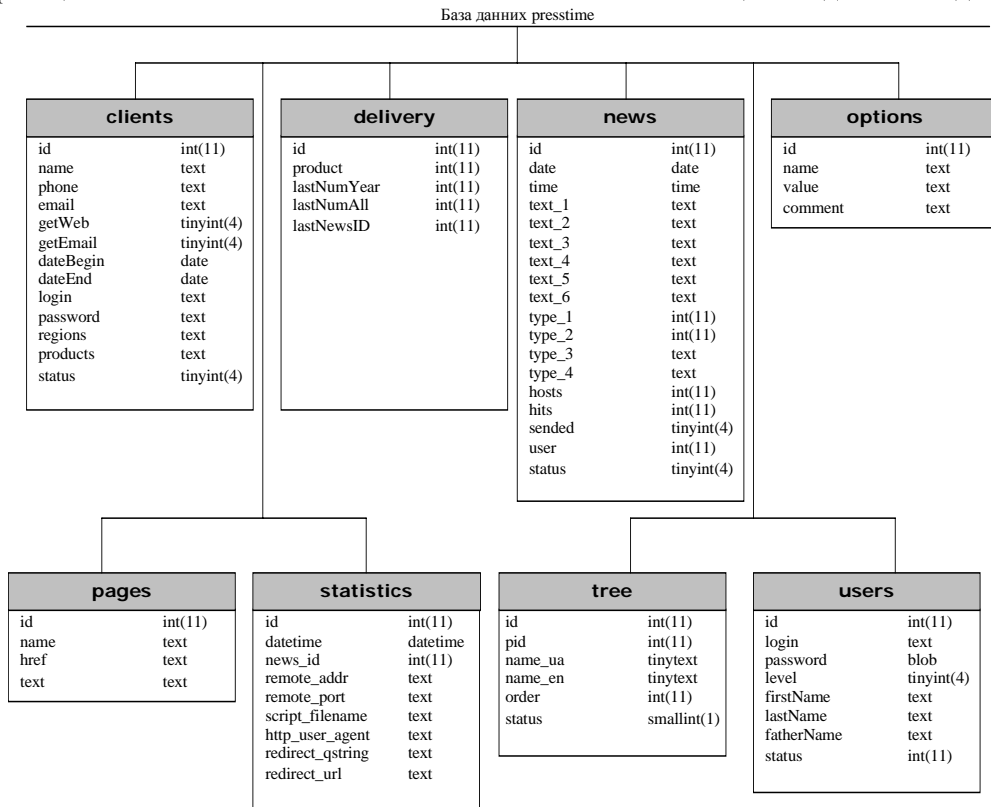 База данних presstime
clients
id int(11)
name text
phone text
email text
getWeb tinyint(4)
getEmail tinyint(4)
dateBegin date
dateEnd date
login text
password text
regions text
products text
status tinyint(4)
delivery
id int(11)
product int(11)
lastNumYear int(11)
lastNumAll int(11)
lastNewsID int(11)
news
id int(11)
date date
time time
text_1 text
text_2 text
text_3 text
text_4 text
text_5 text
text_6 text
type_1 int(11)
type_2 int(11)
type_3 text
type_4 text
hosts int(11)
hits int(11)
sended tinyint(4)
user int(11)
status tinyint(4)
options
id int(11)
name text
value text
comment text
pages
id int(11)
name text
href text
text text
statistics
id int(11)
datetime datetime
news_id int(11)
remote_addr text
remote_port text
script_filename text
http_user_agent text
redirect_qstring text
redirect_url text
tree
id int(11)
pid int(11)
name_ua tinytext
name_en tinytext
order int(11)
status smallint(1)
users
id int(11)
login text
password blob
level tinyint(4)
firstName text
lastName text
fatherName text
status int(11)